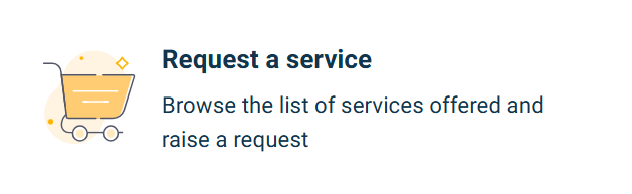 Request a service
Browse the list of services offered and
raise a request